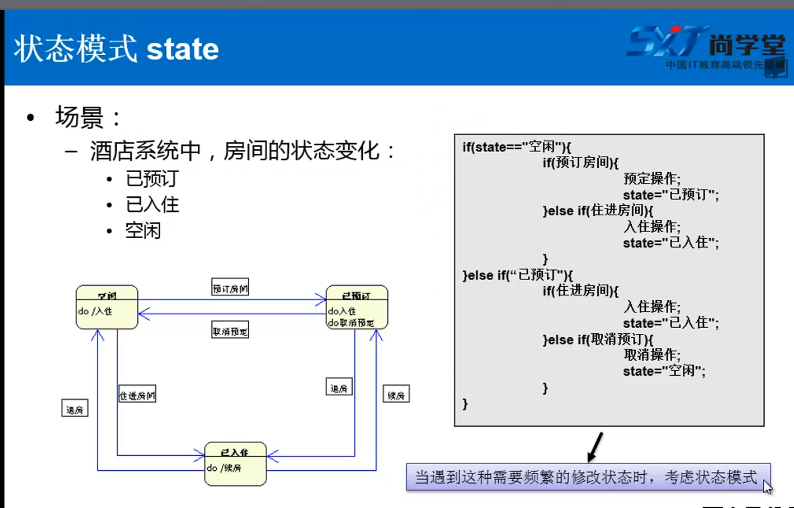 状态模式 state
SXT 尚学堂
中国IT教育高端领先品牌
• 场景：
– 酒店系统中，房间的状态变化：
• 已预订
• 已入住
• 空闲
空闲
do /入住
预订房间
取消预定
已预订
do入住
do取消预定
退房
住进房间
退房
续房
已入住
do /续房
if(state=="空闲"){
if(预订房间){
预定操作;
state="已预订";
}else if(住进房间){
入住操作;
state="已入住";
}
}else if(“已预订"){
if(住进房间){
入住操作;
state="已入住";
}else if(取消预订){
取消操作;
state="空闲";
}
}
当遇到这种需要频繁的修改状态时，考虑状态模式